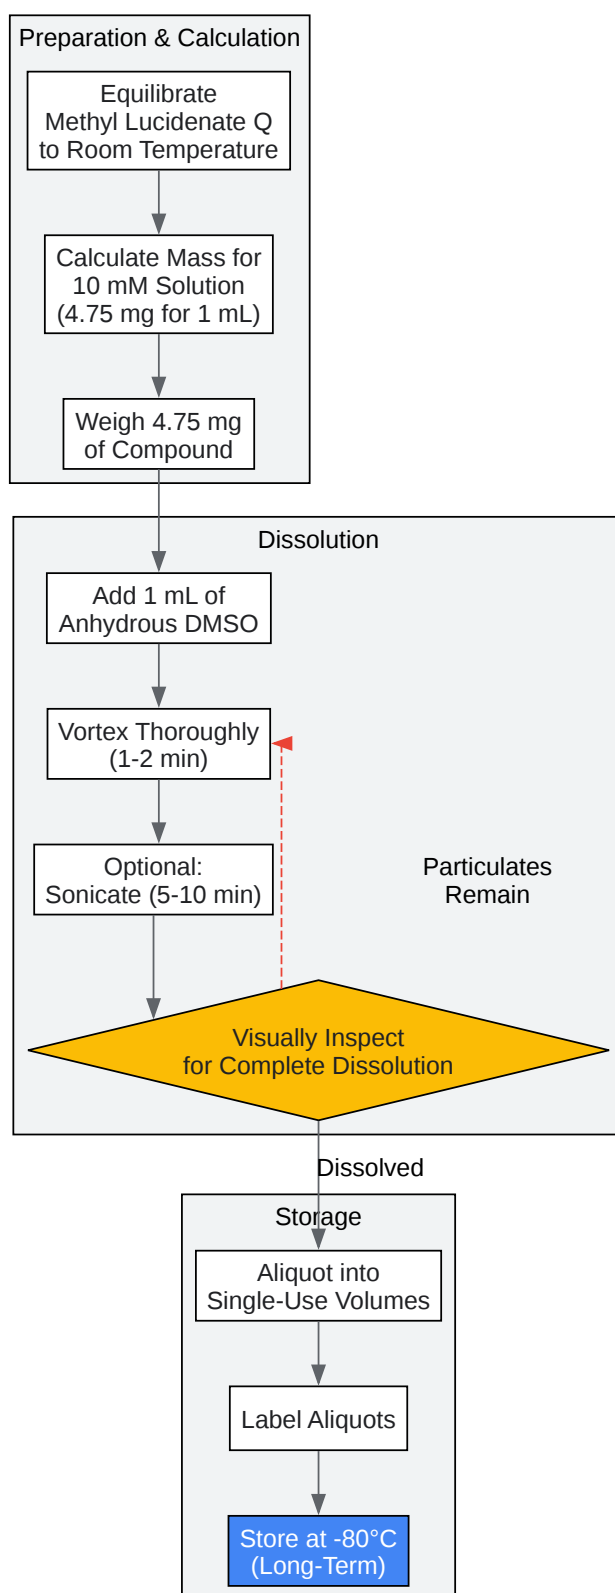 Preparation & Calculation
Equilibrate
Methyl Lucidenate Q
to Room Temperature
Calculate Mass for
10 mM Solution
(4.75 mg for 1 mL)
Weigh 4.75 mg
of Compound
Dissolution
Add 1 mL of
Anhydrous DMSO
Vortex Thoroughly
(1-2 min)
Optional:
Sonicate (5-10 min)
Particulates
Remain
Visually Inspect
for Complete Dissolution
Dissolved
Storage
Aliquot into
Single-Use Volumes
Label Aliquots
Store at -80°C
(Long-Term)